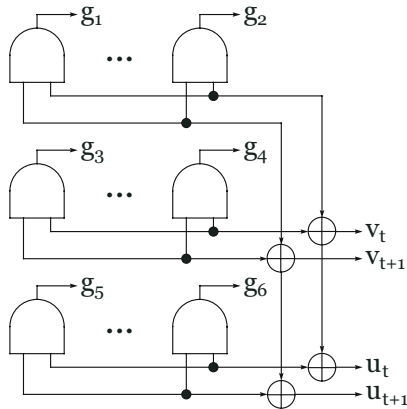 g₁ ... g₂
g₃ ... g₄
vₜ
vₜ₊₁
g₅ ... g₆
uₜ
uₜ₊₁